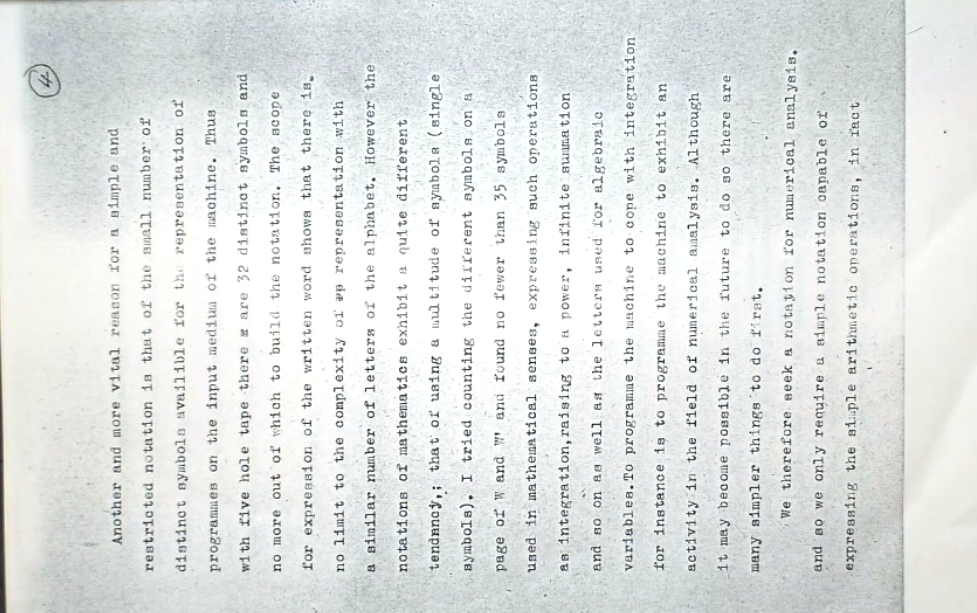 4
Another and more vital reason for a simple and
restricted notation is that of the small number of
distinct symbols availible for the representation of
programmes on the input medium of the machine. Thus
with five hole tape there are 32 distinct symbols and
no more out of which to build the notation. The scope
for expression of the written word shows that there is,
no limit to the complexity of representation with
a similar number of letters of the alphabet. However the
notations of mathematics exhibit a quite different
tendancy,; that of using a multitude of symbols (single
symbols). I tried counting the different symbols on a
page of W and W' and found no fewer than 35 symbols
used in mathematical senses, expressing such operations
as integration,raising to a power, infinite summation
and so on as well as the letters used for algebraic
variables.To programme the machine to cope with integration
for instance is to programme the machine to exhibit an
activity in the field of numerical analysis. Although
it may become possible in the future to do so there are
many simpler things to do first.
We therefore seek a notation for numerical analysis.
and so we only require a simple notation capable of
expressing the simple aritmetic operations, in fact